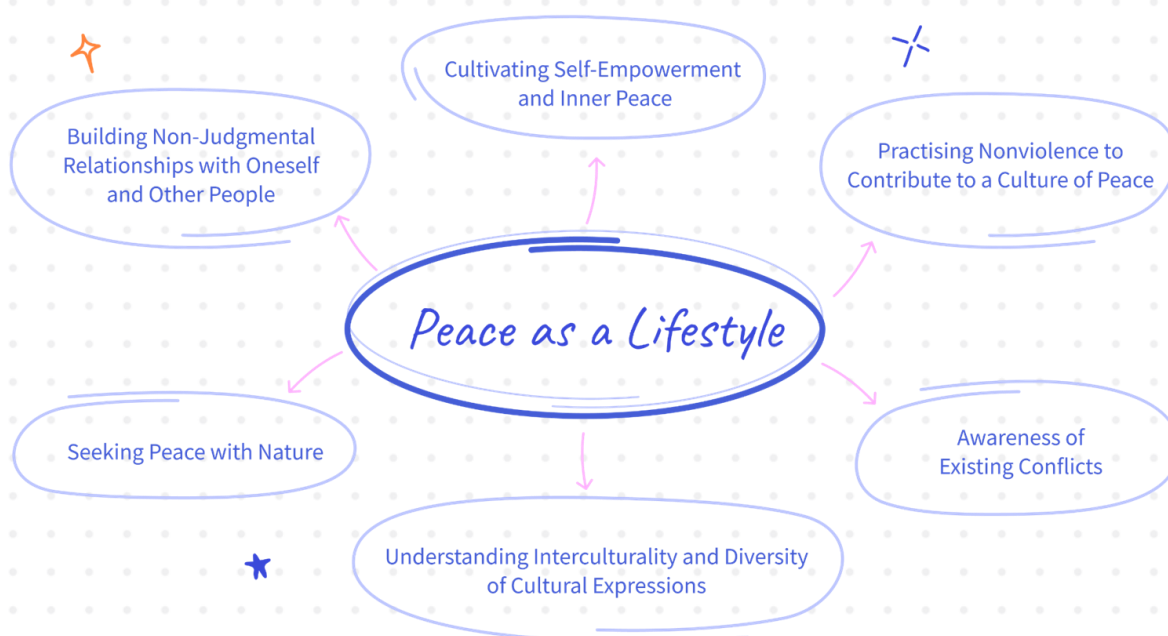 Cultivating Self-Empowerment
and Inner Peace
Building Non-Judgmental
Relationships with Oneself
and Other People
Practising Nonviolence to
Contribute to a Culture of Peace
Peace as a Lifestyle
Seeking Peace with Nature
Awareness of
Existing Conflicts
Understanding Interculturality and Diversity
of Cultural Expressions